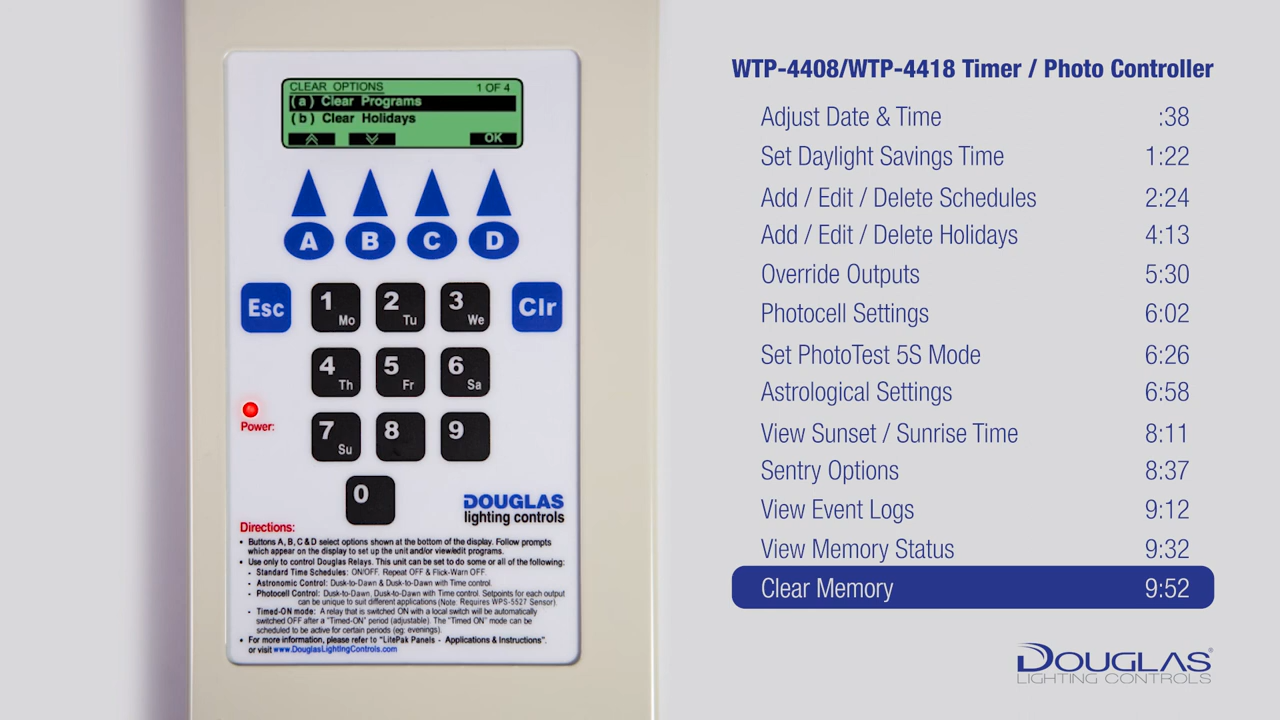 CLEAR OPTIONS 1 OF 4
(a) Clear Programs
(b) Clear Holidays
OK
A B C D
Esc 1 Mo 2 Tu 3 We Clr
4 Th 5 Fr 6 Sa
Power:
7 Su 8 9
0
DOUGLAS
lighting controls
Directions:
• Buttons A, B, C & D select options shown at the bottom of the display. Follow prompts
which appear on the display to set up the unit and/or view/edit programs.
• Use only to control Douglas Relays. This unit can be set to do some or all of the following:
- Standard Time Schedules: ON/OFF, Repeat OFF & Flick-Warn OFF.
- Astronomic Control: Dusk-to-Dawn & Dusk-to-Dawn with Time control.
- Photocell Control: Dusk-to-Dawn, Dusk-to-Dawn with Time control. Setpoints for each output
can be unique to suit different applications (Note: Requires WPS-5527 Sensor).
- Timed-ON mode: A relay that is switched ON with a local switch will be automatically
switched OFF after a "Timed-ON" period (adjustable). The "Timed ON" mode can be
scheduled to be active for certain periods (eg: evenings).
• For more information, please refer to "LitePak Panels - Applications & Instructions".
or visit www.DouglasLightingControls.com
WTP-4408/WTP-4418 Timer / Photo Controller
Adjust Date & Time :38
Set Daylight Savings Time 1:22
Add / Edit / Delete Schedules 2:24
Add / Edit / Delete Holidays 4:13
Override Outputs 5:30
Photocell Settings 6:02
Set PhotoTest 5S Mode 6:26
Astrological Settings 6:58
View Sunset / Sunrise Time 8:11
Sentry Options 8:37
View Event Logs 9:12
View Memory Status 9:32
Clear Memory 9:52
DOUGLAS®
LIGHTING CONTROLS